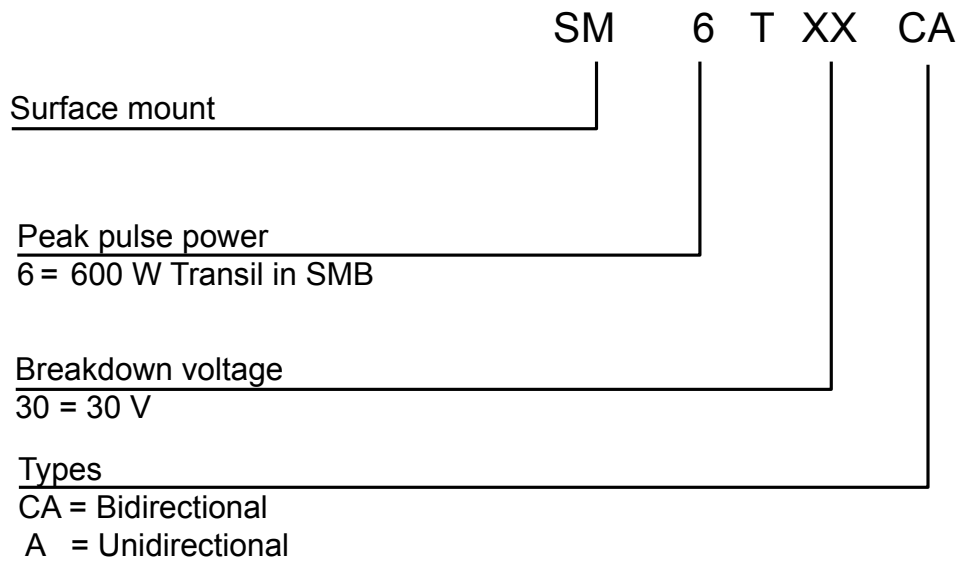 SM 6 T XX CA
Surface mount
Peak pulse power
6 = 600 W Transil in SMB
Breakdown voltage
30 = 30 V
Types
CA = Bidirectional
A = Unidirectional